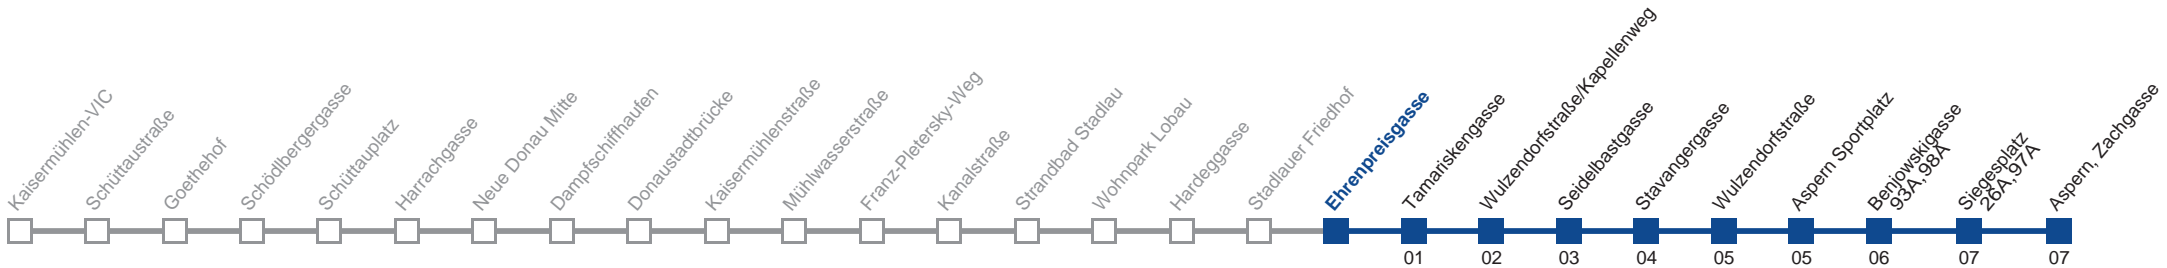 Kaisermühlen-VIC
Schüttaustraße
Goethehof
Schödlbergergasse
Schüttauplatz
Harrachgasse
Neue Donau Mitte
Dampfschiffhaufen
Donaustadtbrücke
Kaisermühlenstraße
Mühlwasserstraße
Franz-Pletersky-Weg
Kanalstraße
Strandbad Stadlau
Wohnpark Lobau
Hardeggasse
Stadlauer Friedhof
Ehrenpreisgasse
Tamariskengasse
Wulzendorfstraße/Kapellenweg
Seidelbastgasse
Stavangergasse
Wulzendorfstraße
Aspern Sportplatz
Benjowskigasse
93A,98A
Siegesplatz
26A,97A
Aspern, Zachgasse
01 02 03 04 05 05 06 07 07